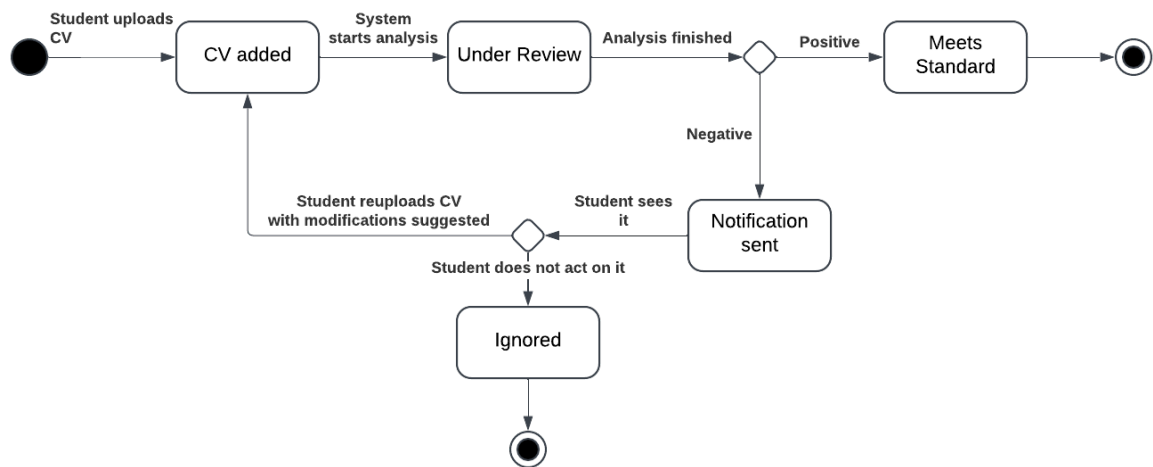 Student uploads
CV
CV added
System
starts analysis
Under Review
Analysis finished
Positive
Meets
Standard
Negative
Notification
sent
Student sees
it
Student reuploads CV
with modifications suggested
Student does not act on it
Ignored